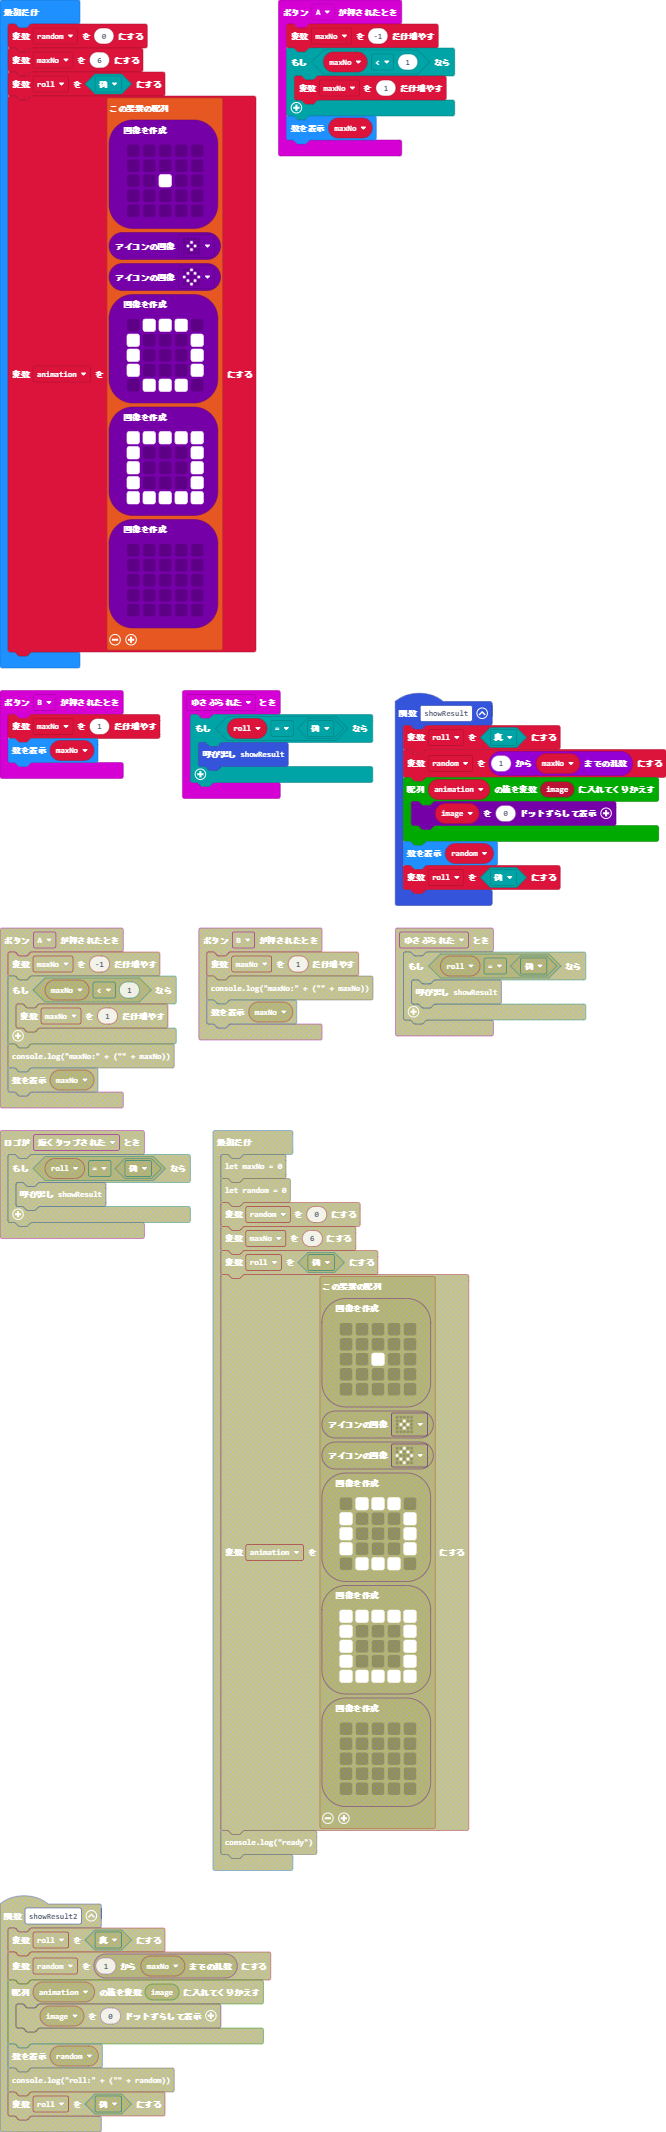 最初だけ
変数 random を 0 にする
変数 maxNo を 6 にする
変数 roll を 偽 にする
変数 animation を
この要素の配列
画像を作成
アイコンの画像
アイコンの画像
画像を作成
画像を作成
画像を作成
にする
ボタン A が押されたとき
変数 maxNo を -1 だけ増やす
もし maxNo < 1 なら
変数 maxNo を 1 だけ増やす
数を表示 maxNo
ボタン B が押されたとき
変数 maxNo を 1 だけ増やす
数を表示 maxNo
ゆさぶられた とき
もし roll = 偽 なら
呼び出し showResult
関数 showResult
変数 roll を 真 にする
変数 random を 1 から maxNo までの乱数 にする
配列 animation の値を変数 image に入れてくりかえす
image を 0 ドットずらして表示
数を表示 random
変数 roll を 偽 にする
ボタン A が押されたとき
変数 maxNo を -1 だけ増やす
もし maxNo < 1 なら
変数 maxNo を 1 だけ増やす
console.log("maxNo:" + ("" + maxNo))
数を表示 maxNo
ボタン B が押されたとき
変数 maxNo を 1 だけ増やす
console.log("maxNo:" + ("" + maxNo))
数を表示 maxNo
ゆさぶられた とき
もし roll = 偽 なら
呼び出し showResult
ロゴが 短くタップされた とき
もし roll = 偽 なら
呼び出し showResult
最初だけ
let maxNo = 0
let random = 0
変数 random を 0 にする
変数 maxNo を 6 にする
変数 roll を 偽 にする
変数 animation を
この要素の配列
画像を作成
アイコンの画像
アイコンの画像
画像を作成
画像を作成
画像を作成
にする
console.log("ready")
関数 showResult2
変数 roll を 真 にする
変数 random を 1 から maxNo までの乱数 にする
配列 animation の値を変数 image に入れてくりかえす
image を 0 ドットずらして表示
数を表示 random
console.log("roll:" + ("" + random))
変数 roll を 偽 にする